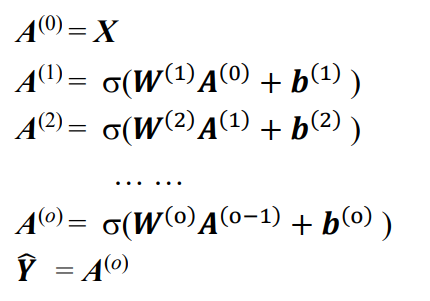 A⁽⁰⁾ = X
A⁽¹⁾ = σ(W⁽¹⁾A⁽⁰⁾ + b⁽¹⁾ )
A⁽²⁾ = σ(W⁽²⁾A⁽¹⁾ + b⁽²⁾ )
... ...
A⁽ᵒ⁾ = σ(W⁽ᵒ⁾A⁽ᵒ⁻¹⁾ + b⁽ᵒ⁾ )
Ŷ = A⁽ᵒ⁾